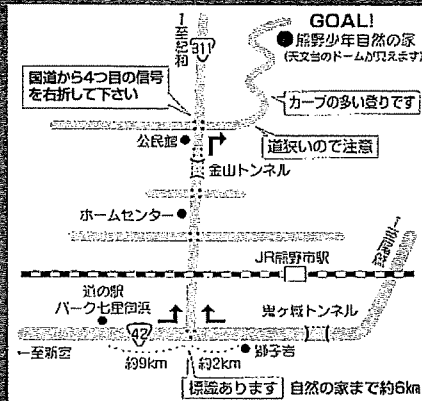 ↑至紀和
311
GOAL!
熊野少年自然の家
(天文台のドームが見えます)
国道から4つ目の信号
を右折して下さい
カーブの多い登りです
公民館
道狭いので注意
金山トンネル
ホームセンター
JR熊野市駅
道の駅
パーク七里御浜
鬼ヶ城トンネル
42
←至新宮
獅子岩
約9km
約2km
標識あります
自然の家まで約6km